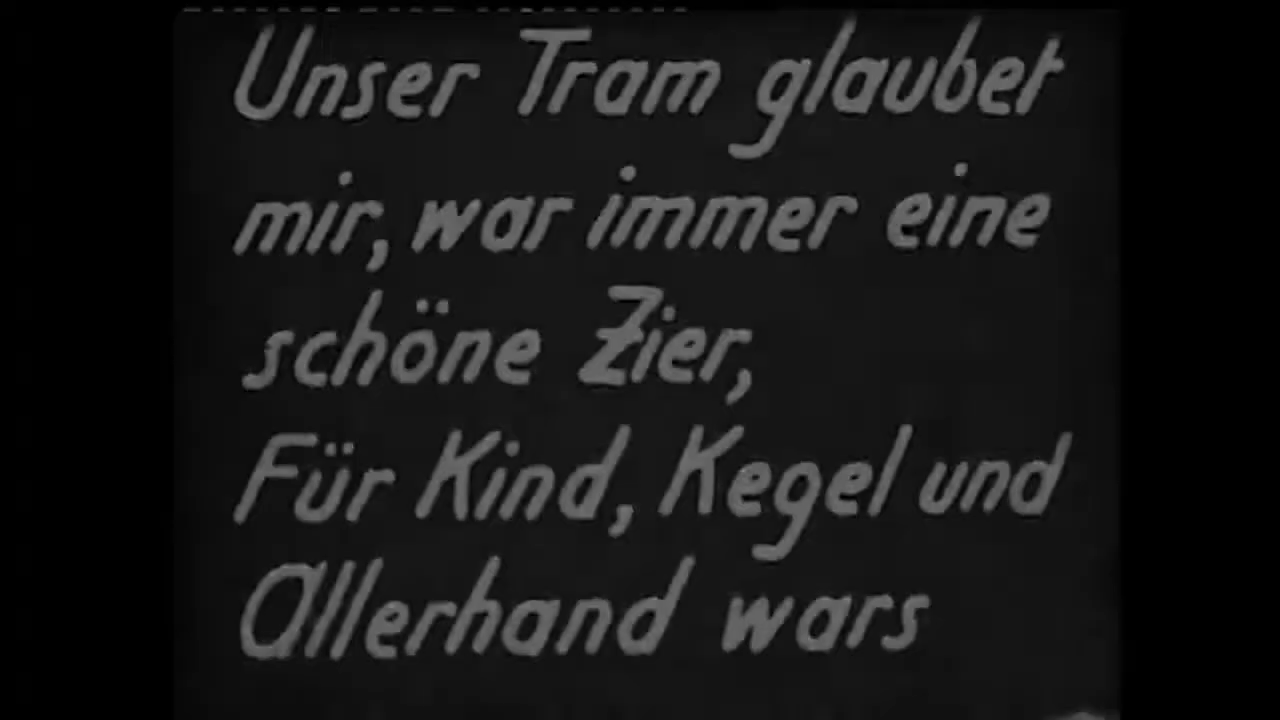 Unser Tram glaubet
mir, war immer eine
schöne Zier,
Für Kind, Kegel und
Allerhand wars